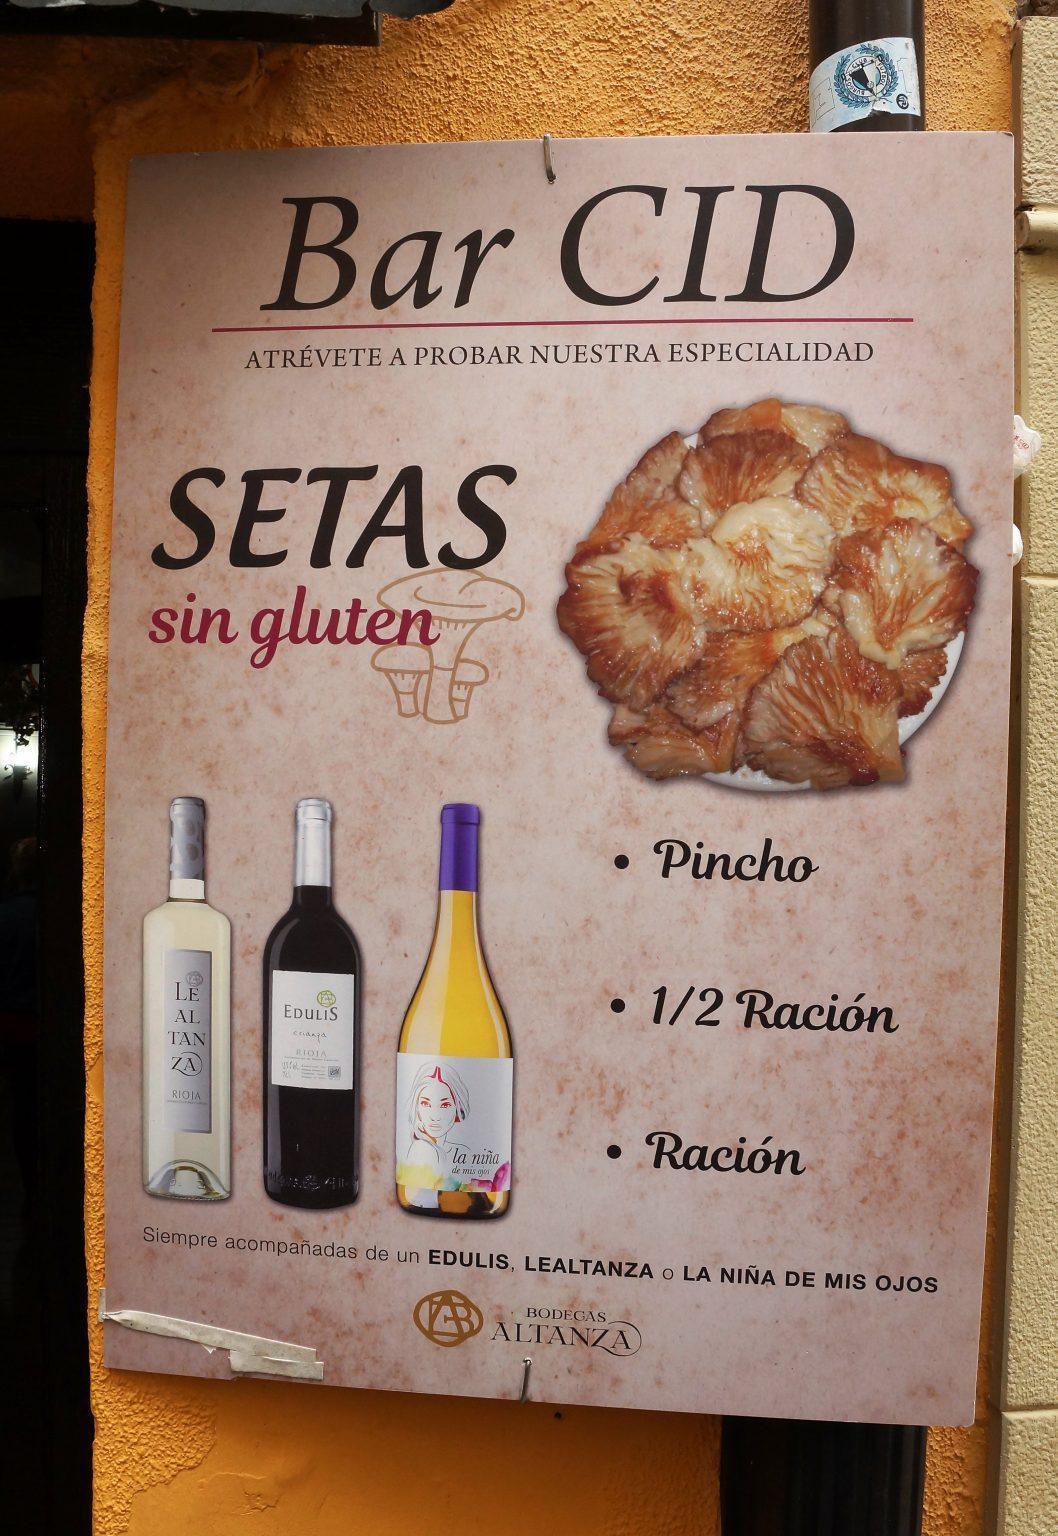 Bar CID
ATRÉVETE A PROBAR NUESTRA ESPECIALIDAD
SETAS
sin gluten
• Pincho
• 1/2 Ración
• Ración
LE
AL
TAN
ZA
RIOJA
EDULIS
crianza
RIOJA
la niña
de mis ojos
Siempre acompañadas de un EDULIS, LEALTANZA o LA NIÑA DE MIS OJOS
BODEGAS
ALTANZA